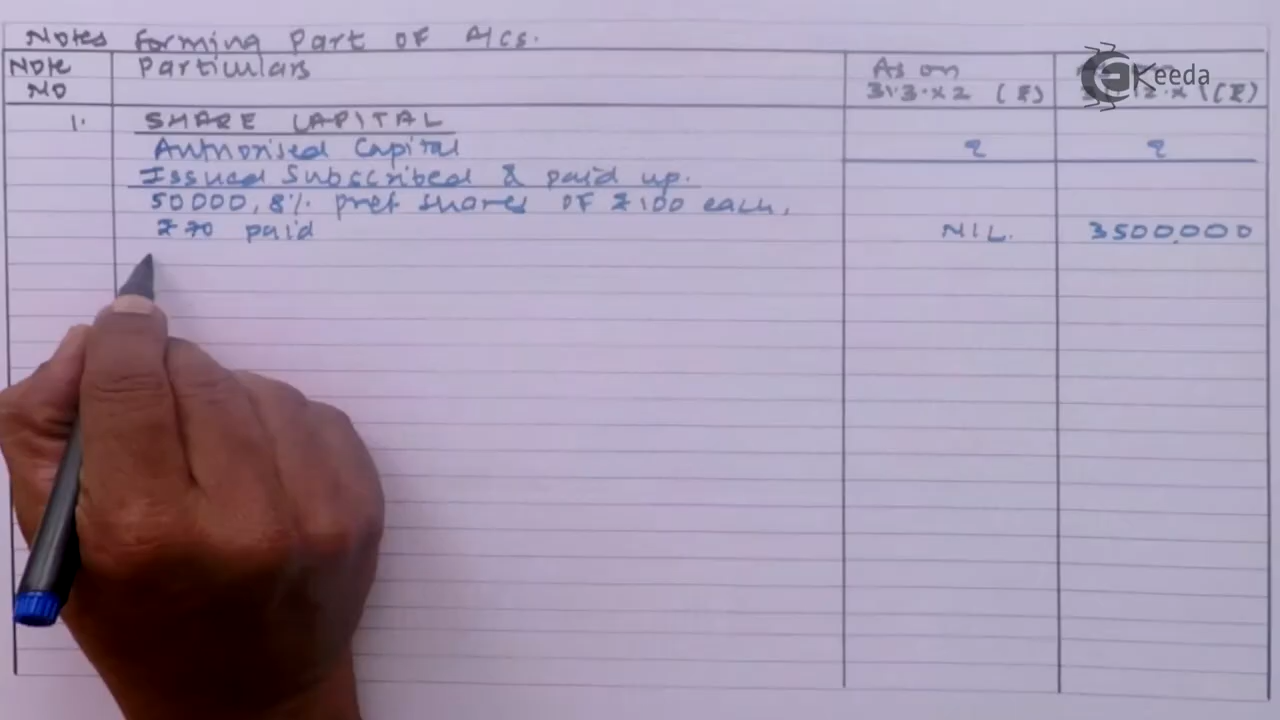 Notes Forming Part OF A/cs.
Note No Particulars As on 31.3.x2 (₹) (₹)
Keeda
1. SHARE CAPITAL
Authorised Capital ? ?
Issued Subscribed & paid up.
50000, 8% pref shares OF ₹100 each,
₹70 paid NIL. 3500,000